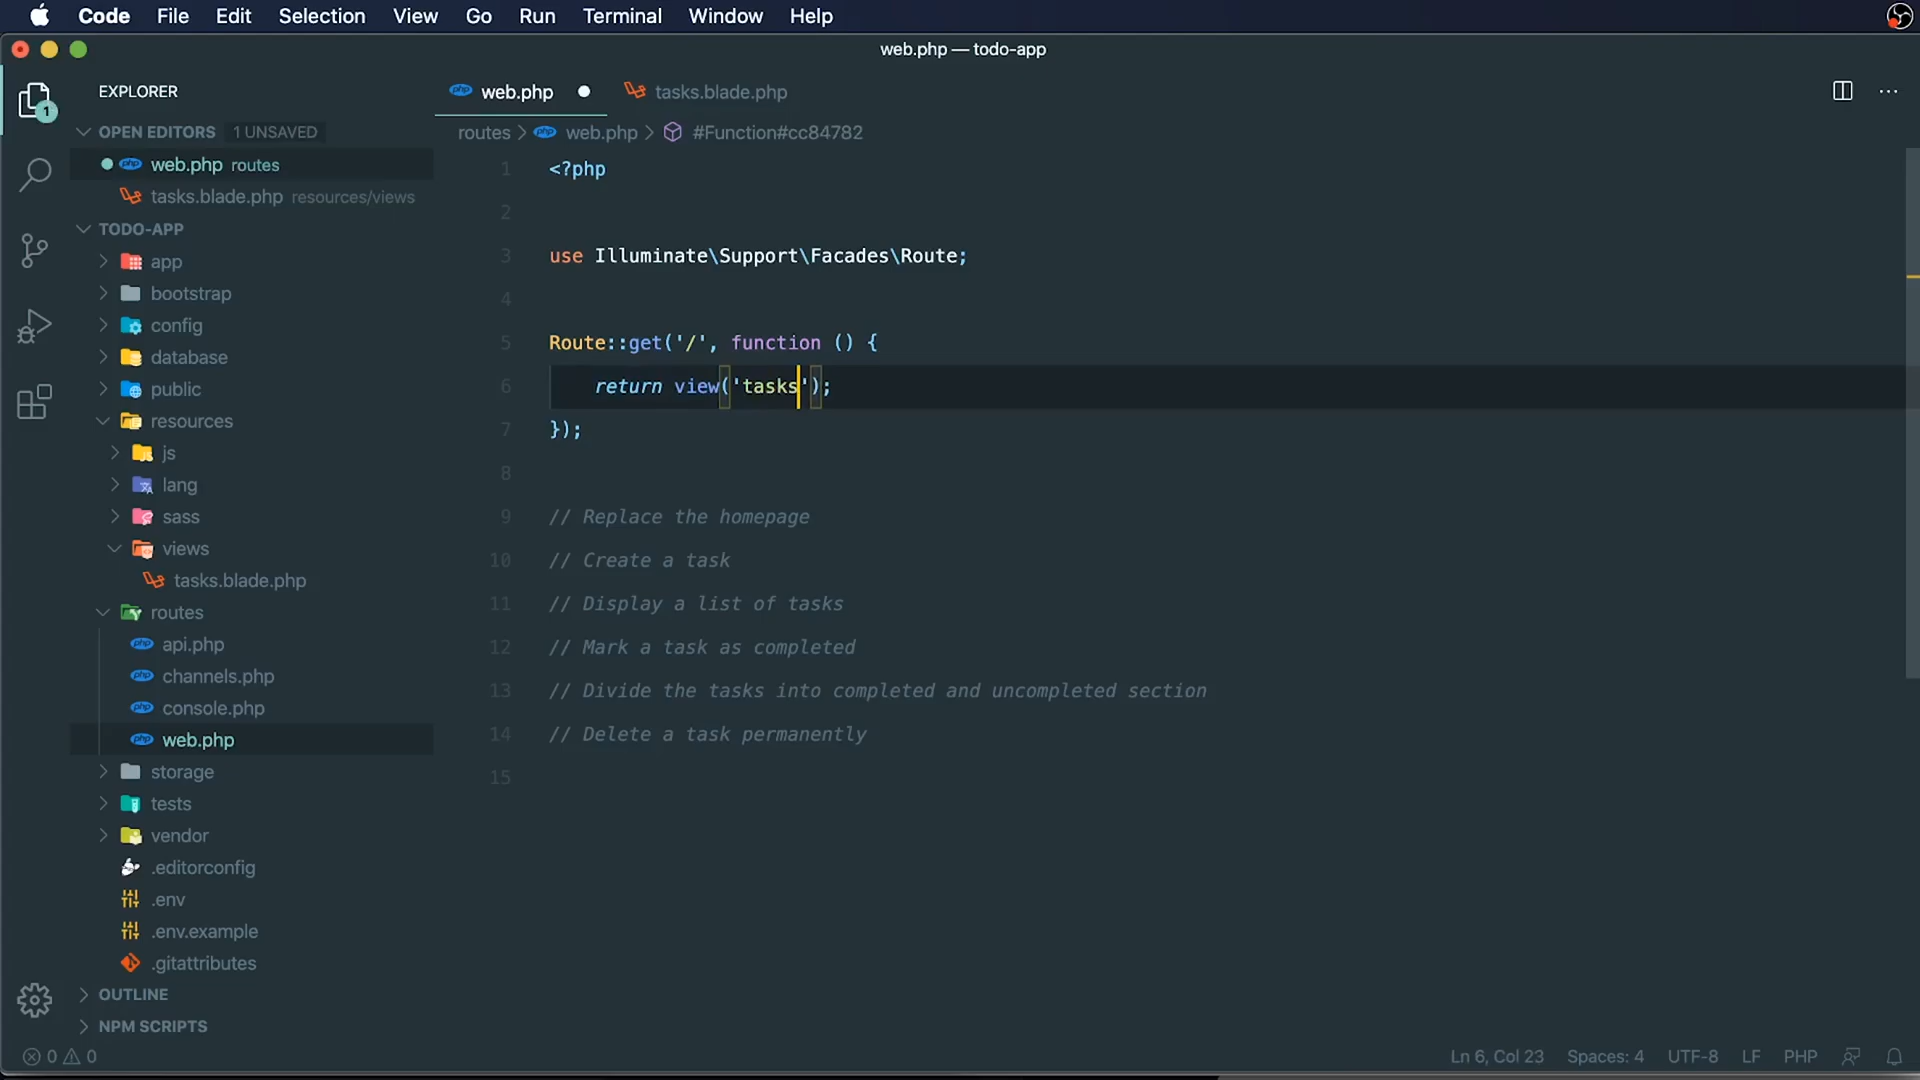 Code File Edit Selection View Go Run Terminal Window Help
web.php — todo-app
EXPLORER
OPEN EDITORS 1 UNSAVED
web.php routes
tasks.blade.php resources/views
TODO-APP
app
bootstrap
config
database
public
resources
js
lang
sass
views
tasks.blade.php
routes
api.php
channels.php
console.php
web.php
storage
tests
vendor
.editorconfig
.env
.env.example
.gitattributes
OUTLINE
NPM SCRIPTS
1
web.php tasks.blade.php
routes > web.php > #Function#cc84782
1 <?php
2
3 use Illuminate\Support\Facades\Route;
4
5 Route::get('/', function () {
6 return view('tasks');
7 });
8
9 // Replace the homepage
10 // Create a task
11 // Display a list of tasks
12 // Mark a task as completed
13 // Divide the tasks into completed and uncompleted section
14 // Delete a task permanently
15
0 0
Ln 6, Col 23 Spaces: 4 UTF-8 LF PHP